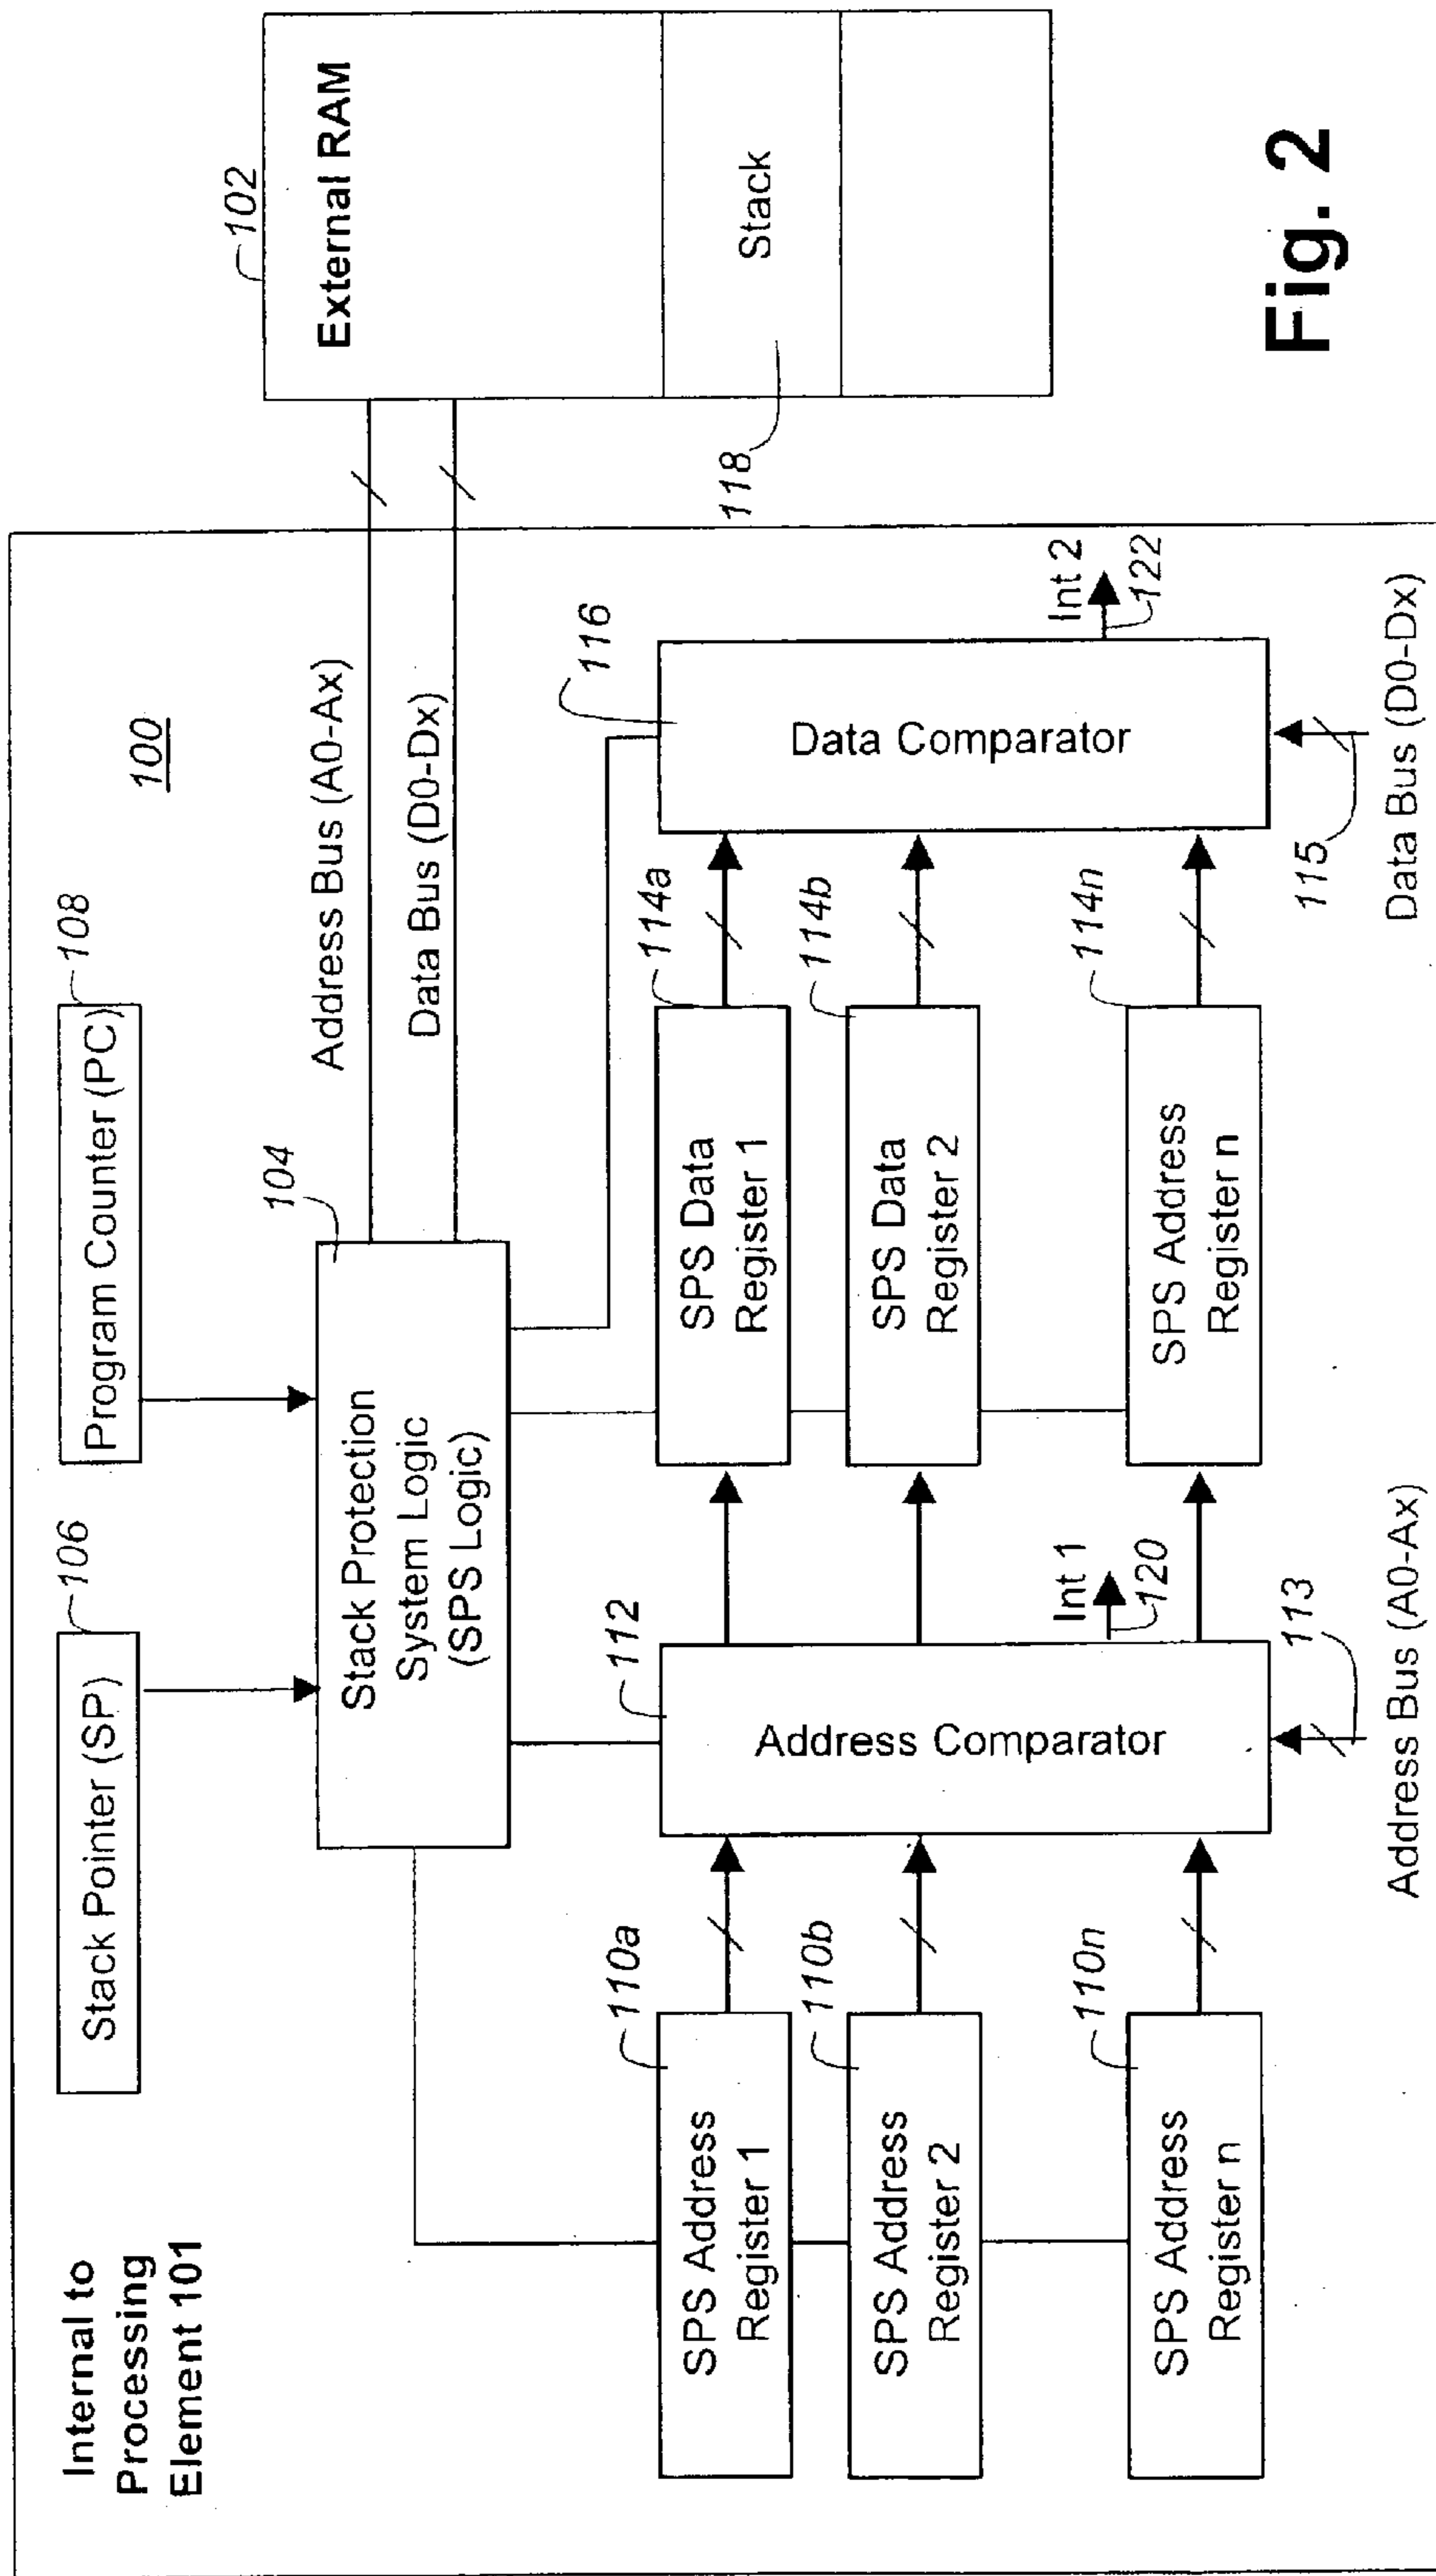 Internal to
Processing
Element 101
Stack Pointer (SP)
106
Program Counter (PC)
108
100
Stack Protection
System Logic
(SPS Logic)
104
Address Bus (A0-Ax)
Data Bus (D0-Dx)
102
External RAM
Stack
118
SPS Address
Register 1
110a
SPS Address
Register 2
110b
SPS Address
Register n
110n
112
Address Comparator
Int 1
120
113
Address Bus (A0-Ax)
SPS Data
Register 1
114a
SPS Data
Register 2
114b
SPS Address
Register n
114n
116
Data Comparator
Int 2
122
115
Data Bus (D0-Dx)
Fig. 2